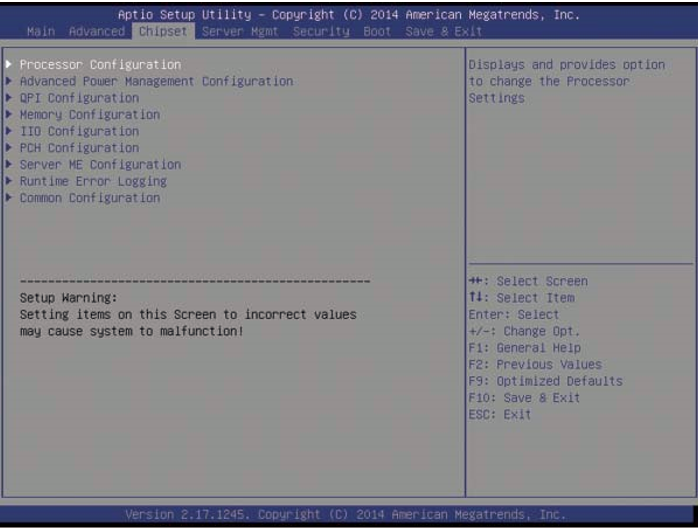 Aptio Setup Utility – Copyright (C) 2014 American Megatrends, Inc.
Main Advanced Chipset Server Mgmt Security Boot Save & Exit
Processor Configuration
Advanced Power Management Configuration
QPI Configuration
Memory Configuration
IIO Configuration
PCH Configuration
Server ME Configuration
Runtime Error Logging
Common Configuration
--------------------------------------------------
Setup Warning:
Setting items on this Screen to incorrect values
may cause system to malfunction!
Displays and provides option
to change the Processor
Settings
→←: Select Screen
↑↓: Select Item
Enter: Select
+/-: Change Opt.
F1: General Help
F2: Previous Values
F9: Optimized Defaults
F10: Save & Exit
ESC: Exit
Version 2.17.1245. Copyright (C) 2014 American Megatrends, Inc.